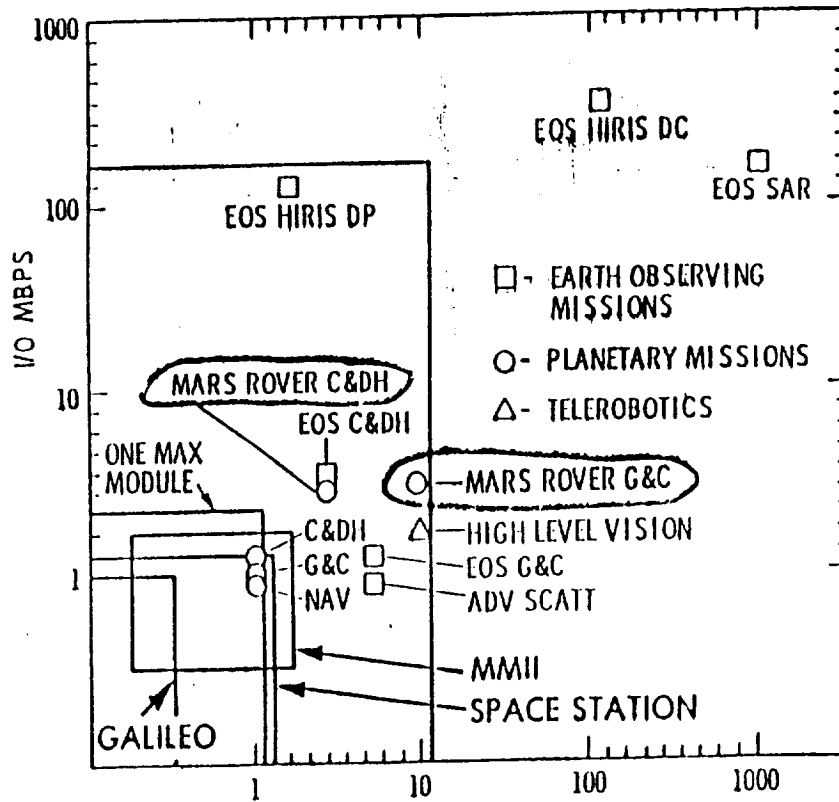 1000
EOS HIRIS DC
EOS SAR
100
EOS HIRIS DP
I/O MBPS
□- EARTH OBSERVING
MISSIONS
○- PLANETARY MISSIONS
△- TELEROBOTICS
MARS ROVER C&DH
10
EOS C&DH
ONE MAX
MODULE
MARS ROVER G&C
C&DH
HIGH LEVEL VISION
G&C
EOS G&C
1
NAV
ADV SCATT
MMII
SPACE STATION
GALILEO
1 10 100 1000